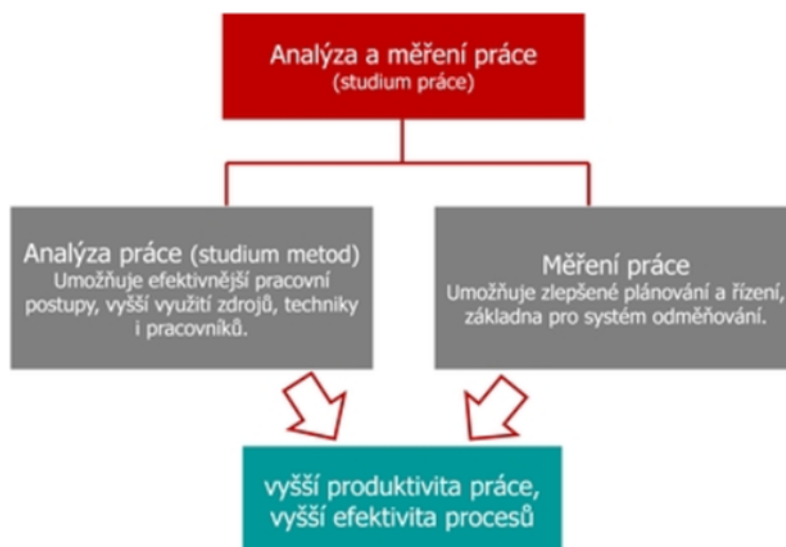 Analýza a měření práce
(studium práce)
Analýza práce (studium metod)
Umožňuje efektivnější pracovní
postupy, vyšší využití zdrojů, techniky
i pracovníků.
Měření práce
Umožňuje zlepšené plánování a řízení,
základna pro systém odměňování.
vyšší produktivita práce,
vyšší efektivita procesů